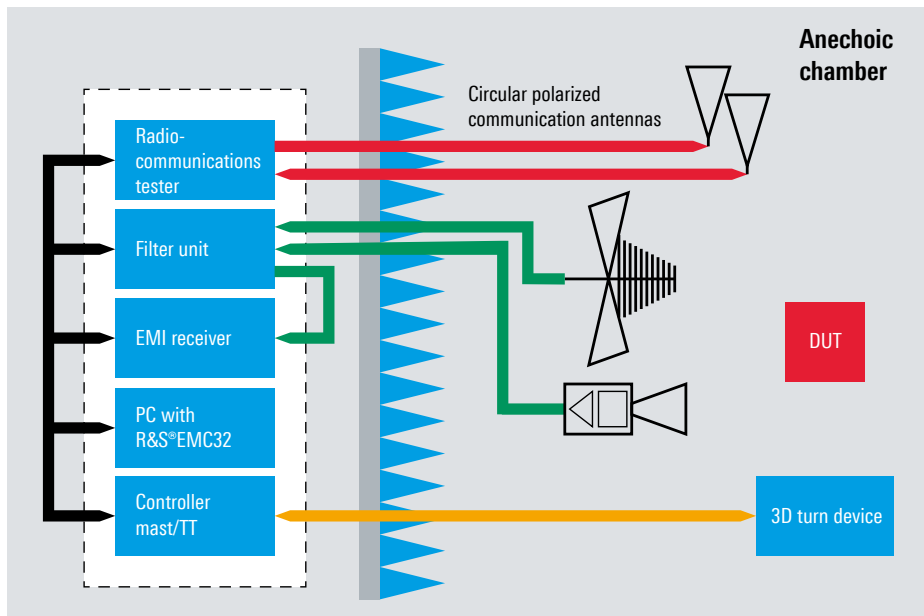 Anechoic
chamber
Circular polarized
communication antennas
Radio-
communications
tester
Filter unit
EMI receiver
DUT
PC with
R&S®EMC32
Controller
mast/TT
3D turn device